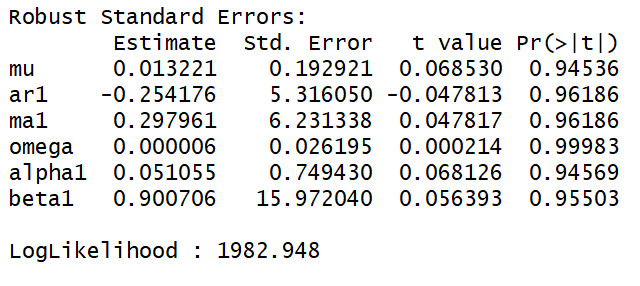 Robust Standard Errors:
Estimate Std. Error t value Pr(>|t|)
mu 0.013221 0.192921 0.068530 0.94536
ar1 -0.254176 5.316050 -0.047813 0.96186
ma1 0.297961 6.231338 0.047817 0.96186
omega 0.000006 0.026195 0.000214 0.99983
alpha1 0.051055 0.749430 0.068126 0.94569
beta1 0.900706 15.972040 0.056393 0.95503
LogLikelihood : 1982.948